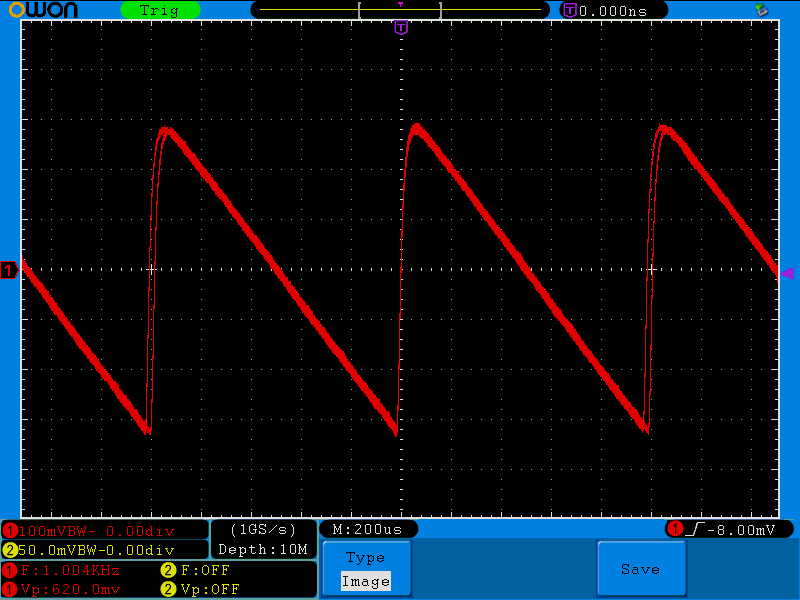 owon Trig T 0.000ns
T
1
1 100mVBW- 0.00div (1GS/s) M:200us 1 -8.00mV
2 50.0mVBW-0.00div Depth:10M
1 F:1.004KHz 2 F:OFF Type Save
1 Vp:620.0mv 2 Vp:OFF Image